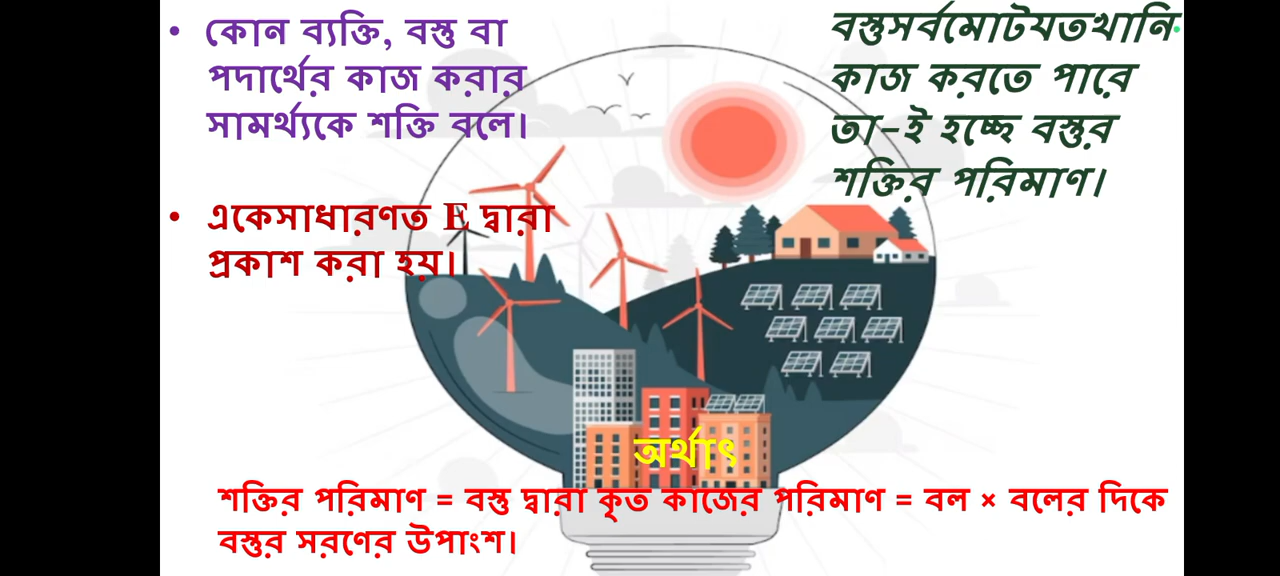 • কোন ব্যক্তি, বস্তু বা
পদার্থের কাজ করার
সামর্থ্যকে শক্তি বলে।
• একেসাধারণত E দ্বারা
প্রকাশ করা হয়।
বস্তুসর্বমোটযতখানি
কাজ করতে পারে
তা-ই হচ্ছে বস্তুর
শক্তির পরিমাণ।
অর্থাৎ
শক্তির পরিমাণ = বস্তু দ্বারা কৃত কাজের পরিমাণ = বল × বলের দিকে
বস্তুর সরণের উপাংশ।